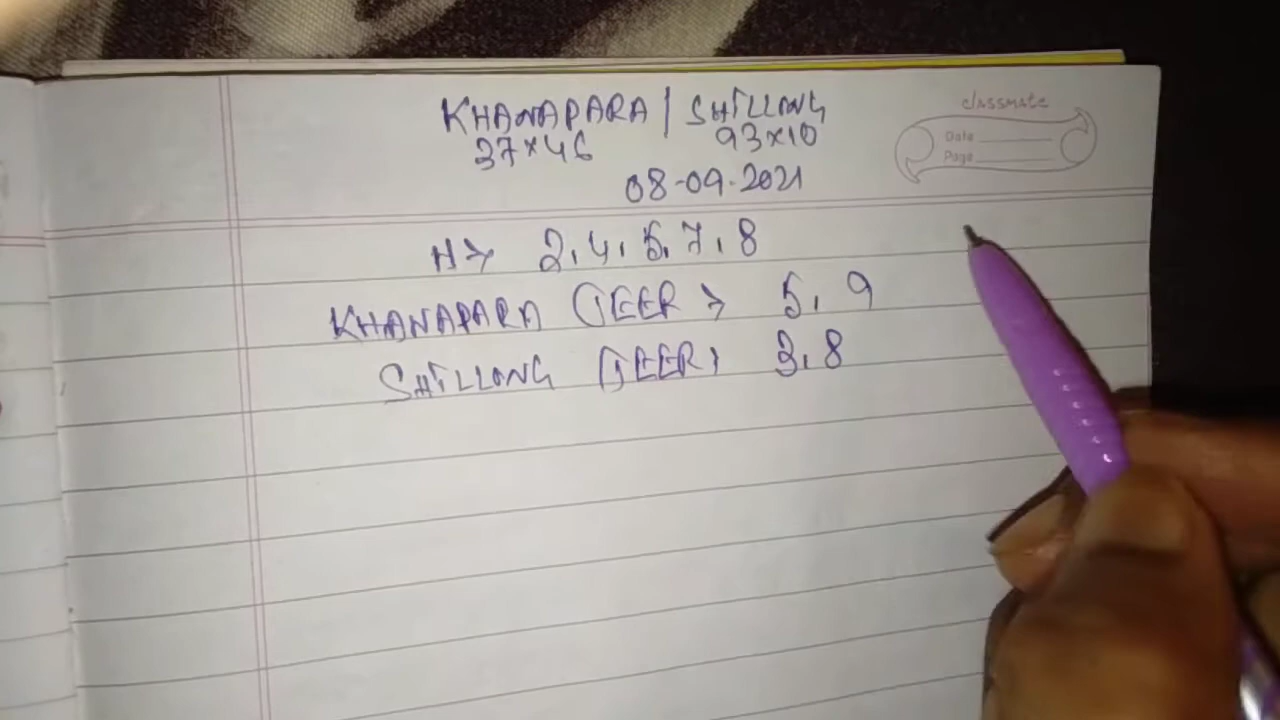 KHANAPARA | SHILLONG
37×46 93×10
classmate
Date
Page
08-09-2021
H> 2, 4, 5, 7, 8
KHANAPARA TEER > 5, 9
SHILLONG TEER > 3, 8